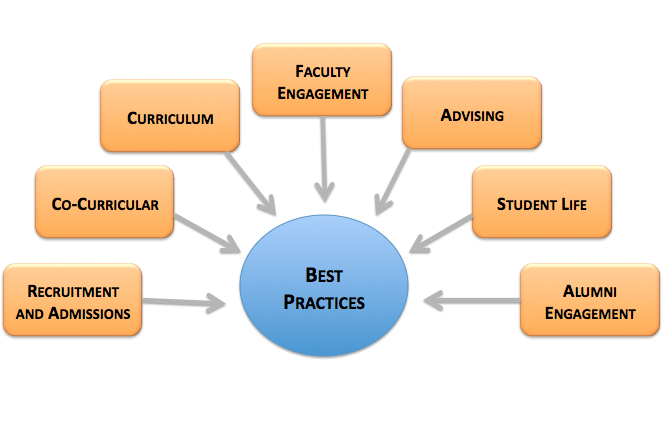 Faculty
Engagement
Curriculum
Advising
Co-Curricular
Student Life
Best
Practices
Recruitment
and Admissions
Alumni
Engagement